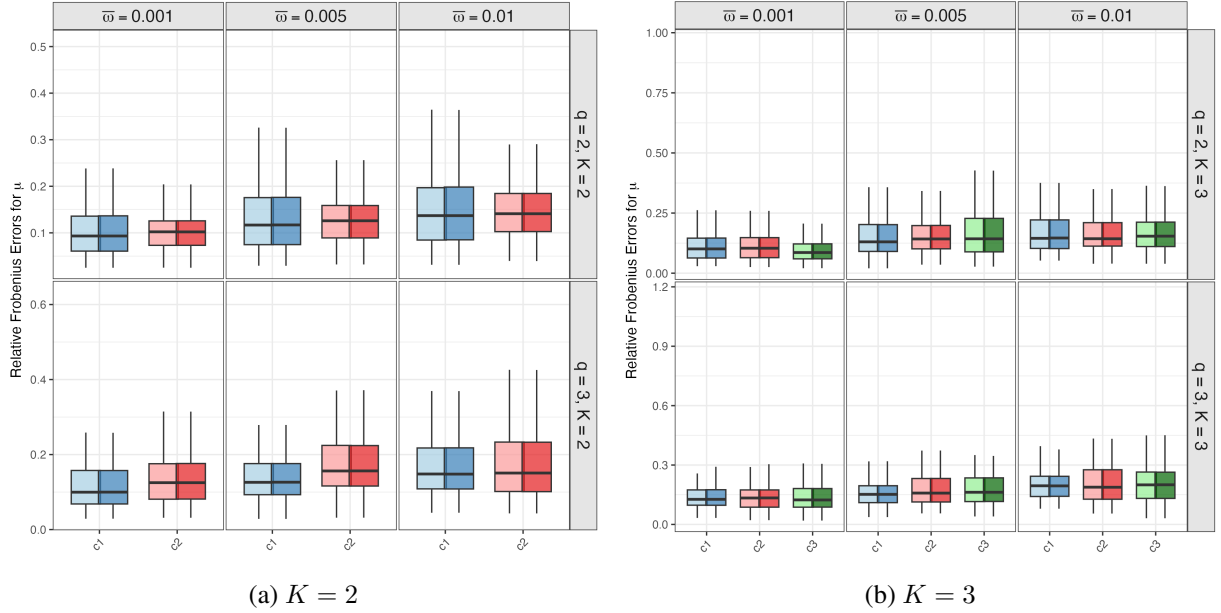 ω̅ = 0.001
ω̅ = 0.005
ω̅ = 0.01
Relative Frobenius Errors for μ
0.5
0.4
0.3
0.2
0.1
q = 2, K = 2
0.6
0.4
0.2
0.0
q = 3, K = 2
c1
c2
c1
c2
c1
c2
(a) K = 2
ω̅ = 0.001
ω̅ = 0.005
ω̅ = 0.01
Relative Frobenius Errors for μ
1.00
0.75
0.50
0.25
0.00
q = 2, K = 3
1.2
0.9
0.6
0.3
0.0
q = 3, K = 3
c1
c2
c3
c1
c2
c3
c1
c2
c3
(b) K = 3